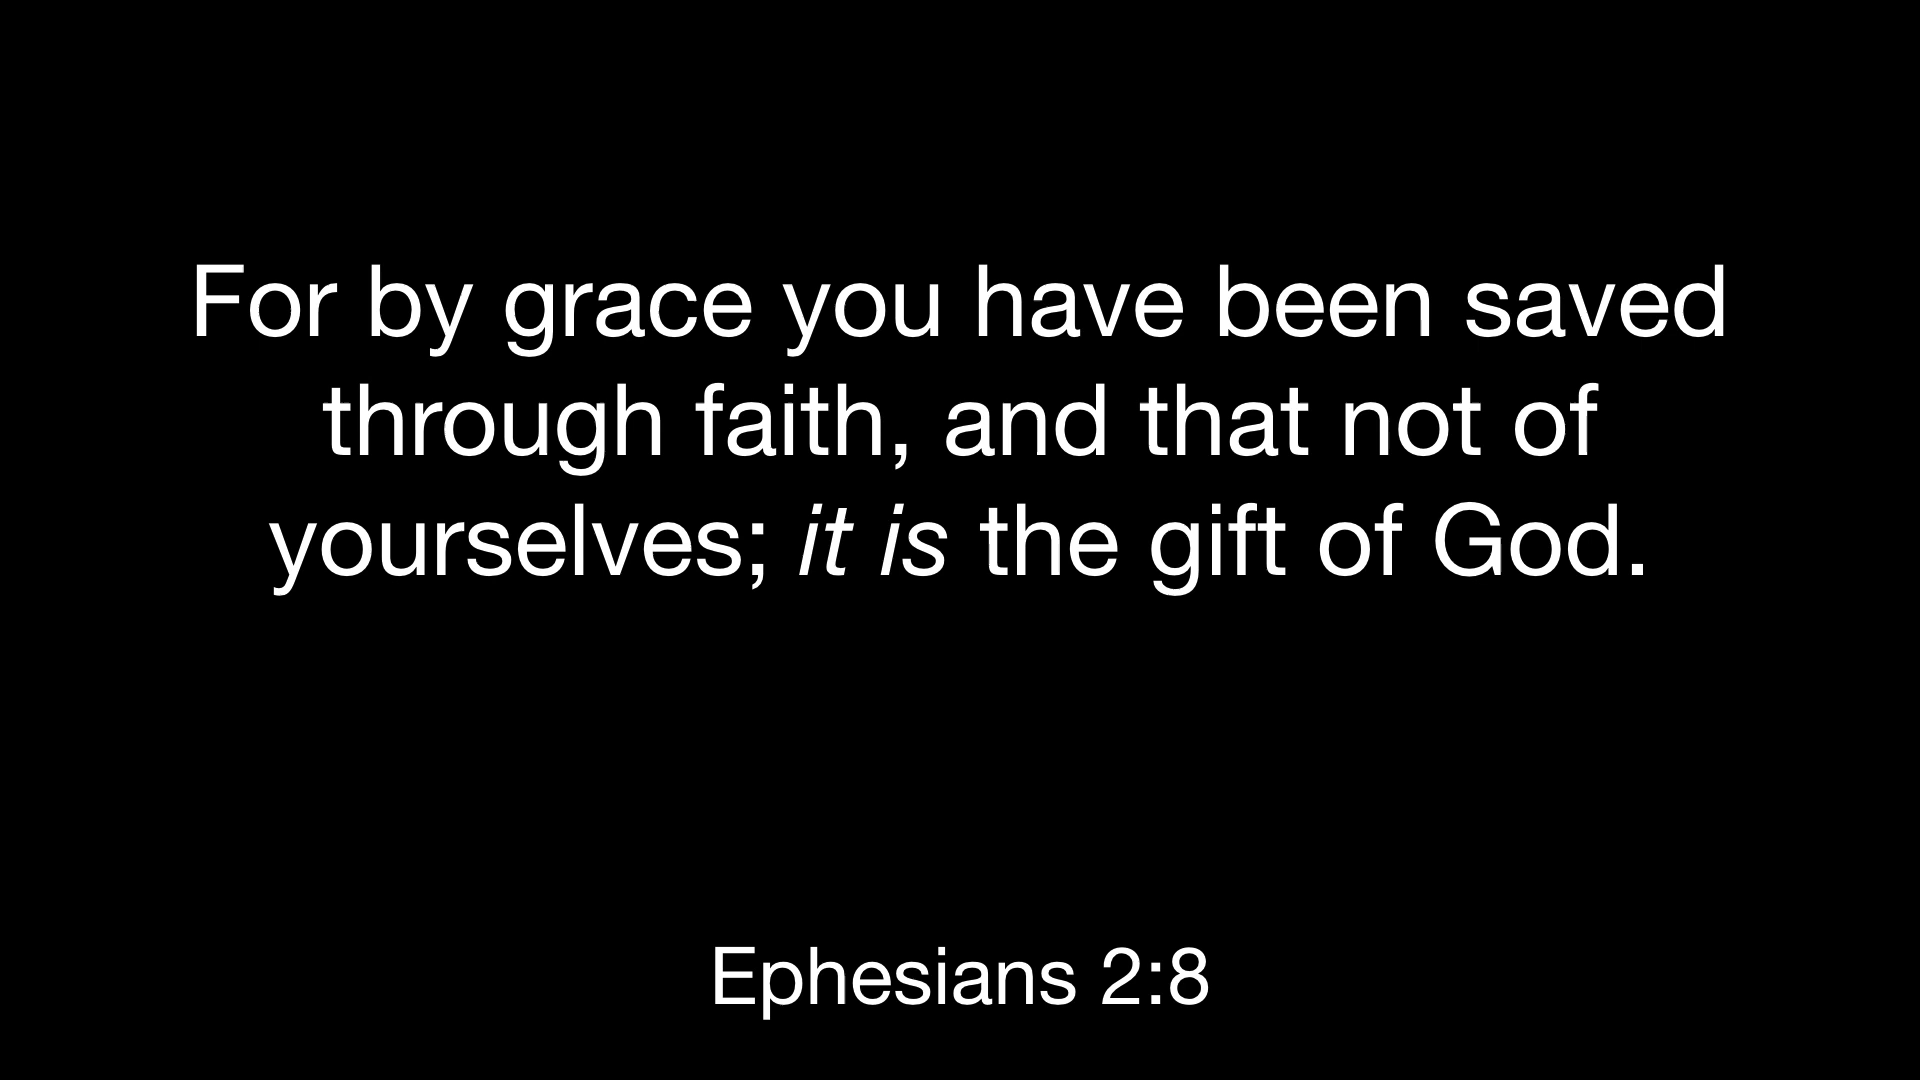 For by grace you have been saved
through faith, and that not of
yourselves; it is the gift of God.
Ephesians 2:8